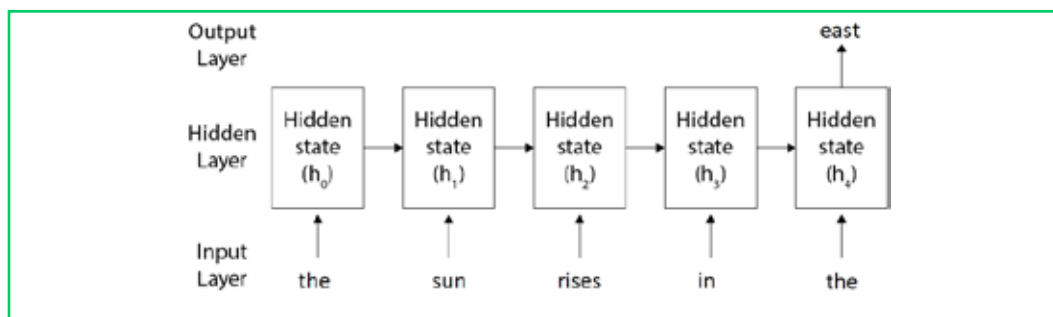 Output
Layer
east
Hidden
Layer
Hidden
state
(h₀)
Hidden
state
(h₁)
Hidden
state
(h₂)
Hidden
state
(h₃)
Hidden
state
(h₄)
Input
Layer
the
sun
rises
in
the